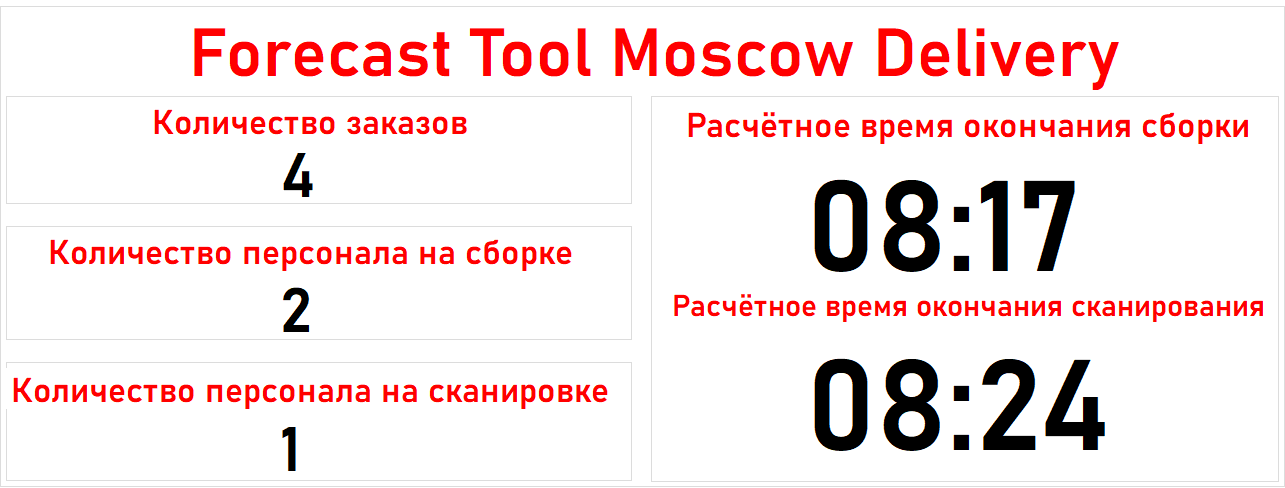 Forecast Tool Moscow Delivery
Количество заказов
4
Количество персонала на сборке
2
Количество персонала на сканировке
1
Расчётное время окончания сборки
08:17
Расчётное время окончания сканирования
08:24